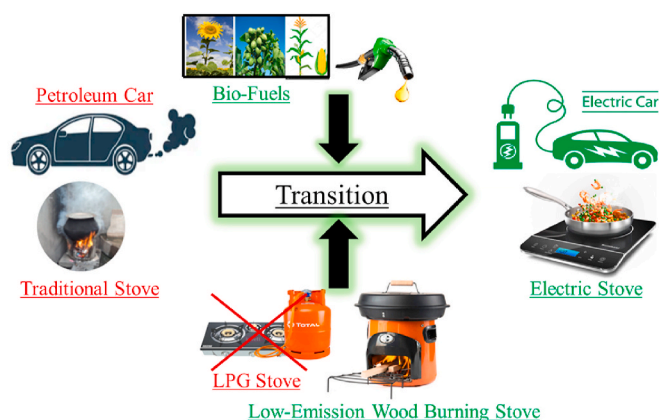 Bio-Fuels
Petroleum Car
Electric Car
Transition
Traditional Stove
Electric Stove
TOTAL
LPG Stove
Low-Emission Wood Burning Stove